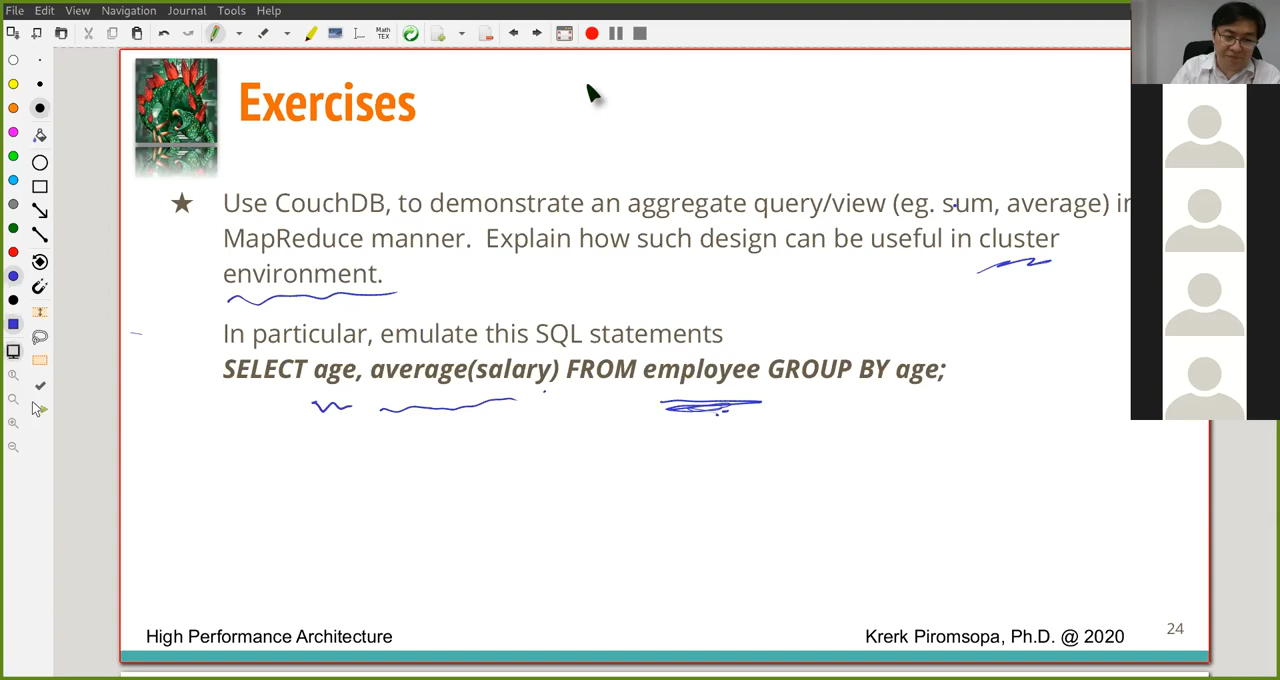 File Edit View Navigation Journal Tools Help
Math
TEX
Exercises
★ Use CouchDB, to demonstrate an aggregate query/view (eg. sum, average) in
MapReduce manner. Explain how such design can be useful in cluster
environment.
In particular, emulate this SQL statements
SELECT age, average(salary) FROM employee GROUP BY age;
High Performance Architecture
Krerk Piromsopa, Ph.D. @ 2020
24